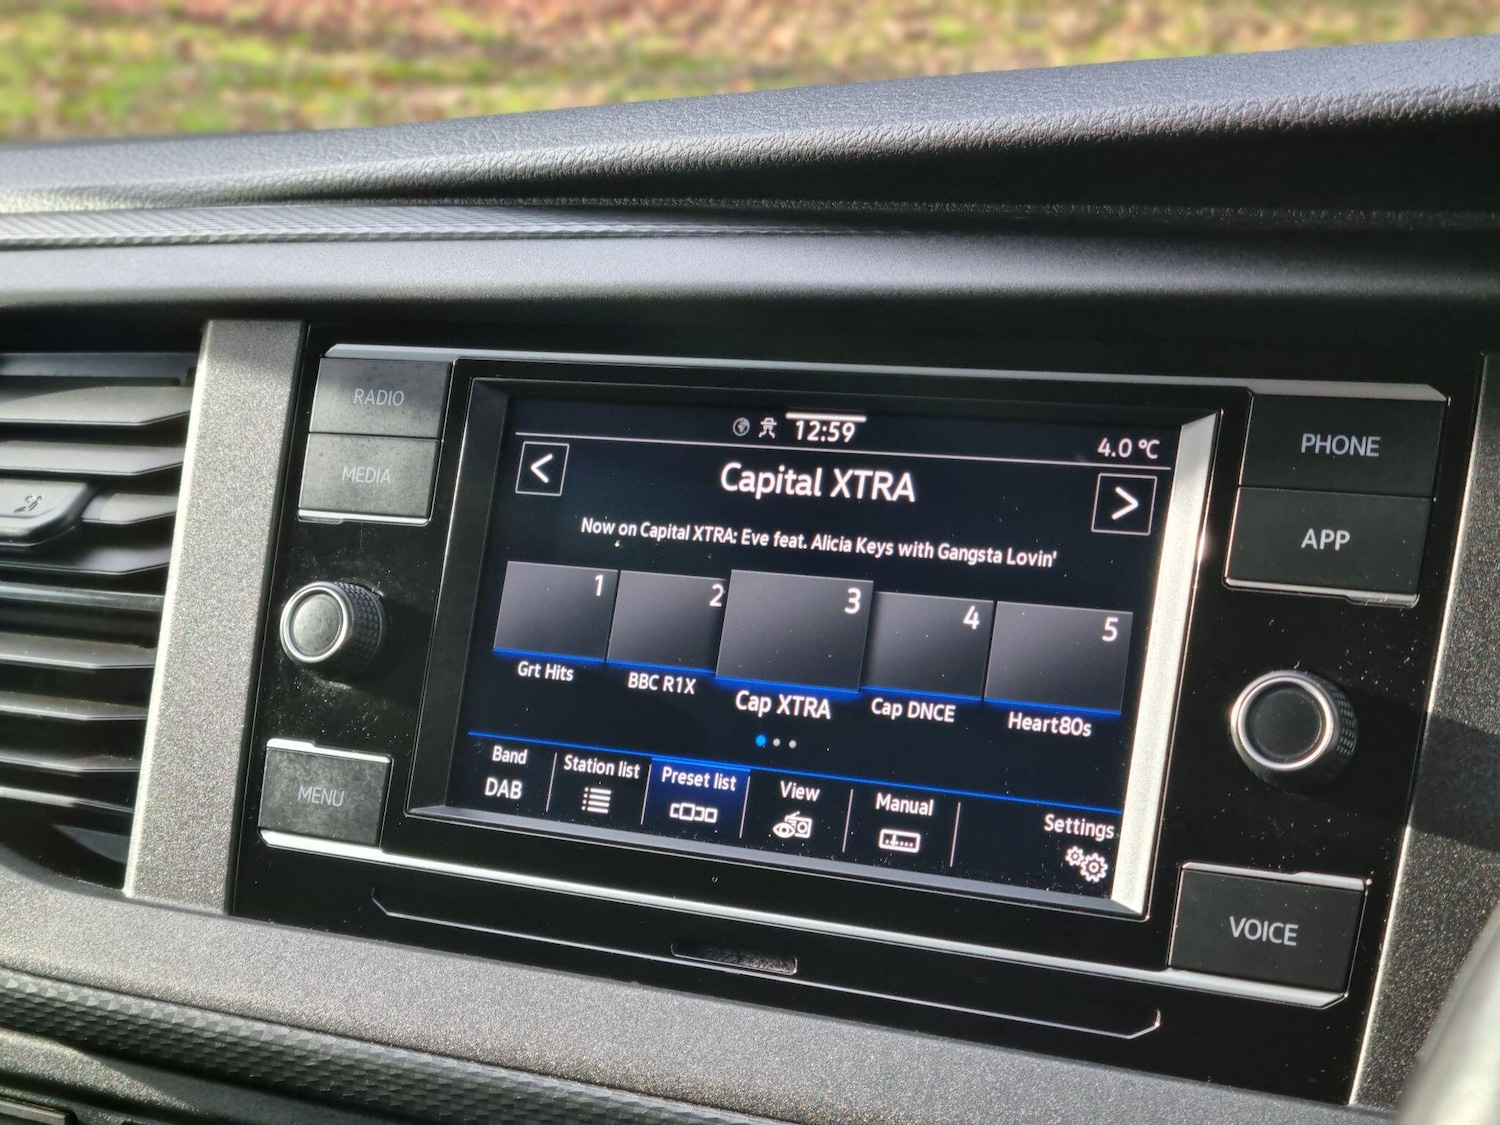 RADIO
MEDIA
MENU
12:59
4.0 °C
<
Capital XTRA
>
Now on Capital XTRA: Eve feat. Alicia Keys with Gangsta Lovin'
1 2 3 4 5
Grt Hits BBC R1X Cap XTRA Cap DNCE Heart80s
Band Station list Preset list View Manual Settings
DAB
PHONE
APP
VOICE